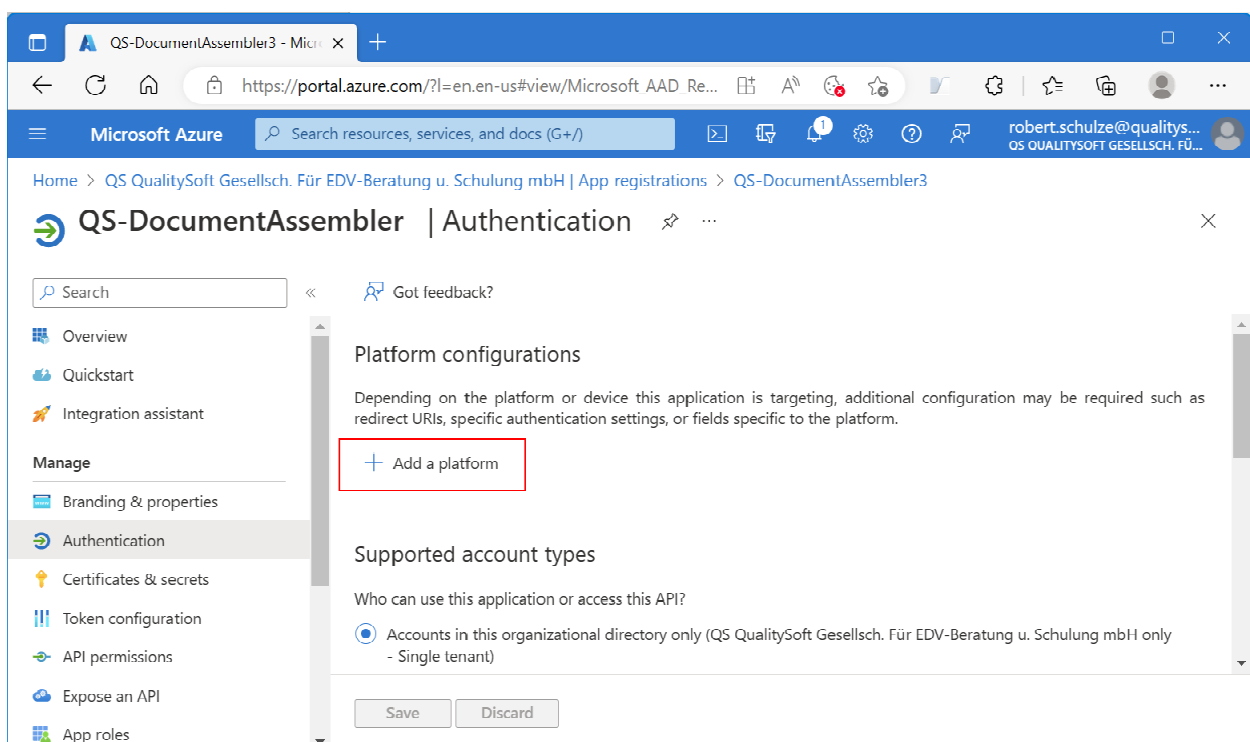 QS-DocumentAssembler3 - Micr
https://portal.azure.com/?l=en.en-us#view/Microsoft_AAD_Re...
Microsoft Azure
Search resources, services, and docs (G+/)
1
robert.schulze@qualitys...
QS QUALITYSOFT GESELLSCH. FÜ...
Home > QS QualitySoft Gesellsch. Für EDV-Beratung u. Schulung mbH | App registrations > QS-DocumentAssembler3
QS-DocumentAssembler | Authentication
Search
Got feedback?
Overview
Quickstart
Integration assistant
Manage
Branding & properties
Authentication
Certificates & secrets
Token configuration
API permissions
Expose an API
App roles
Platform configurations
Depending on the platform or device this application is targeting, additional configuration may be required such as
redirect URIs, specific authentication settings, or fields specific to the platform.
Add a platform
Supported account types
Who can use this application or access this API?
Accounts in this organizational directory only (QS QualitySoft Gesellsch. Für EDV-Beratung u. Schulung mbH only
- Single tenant)
Save
Discard